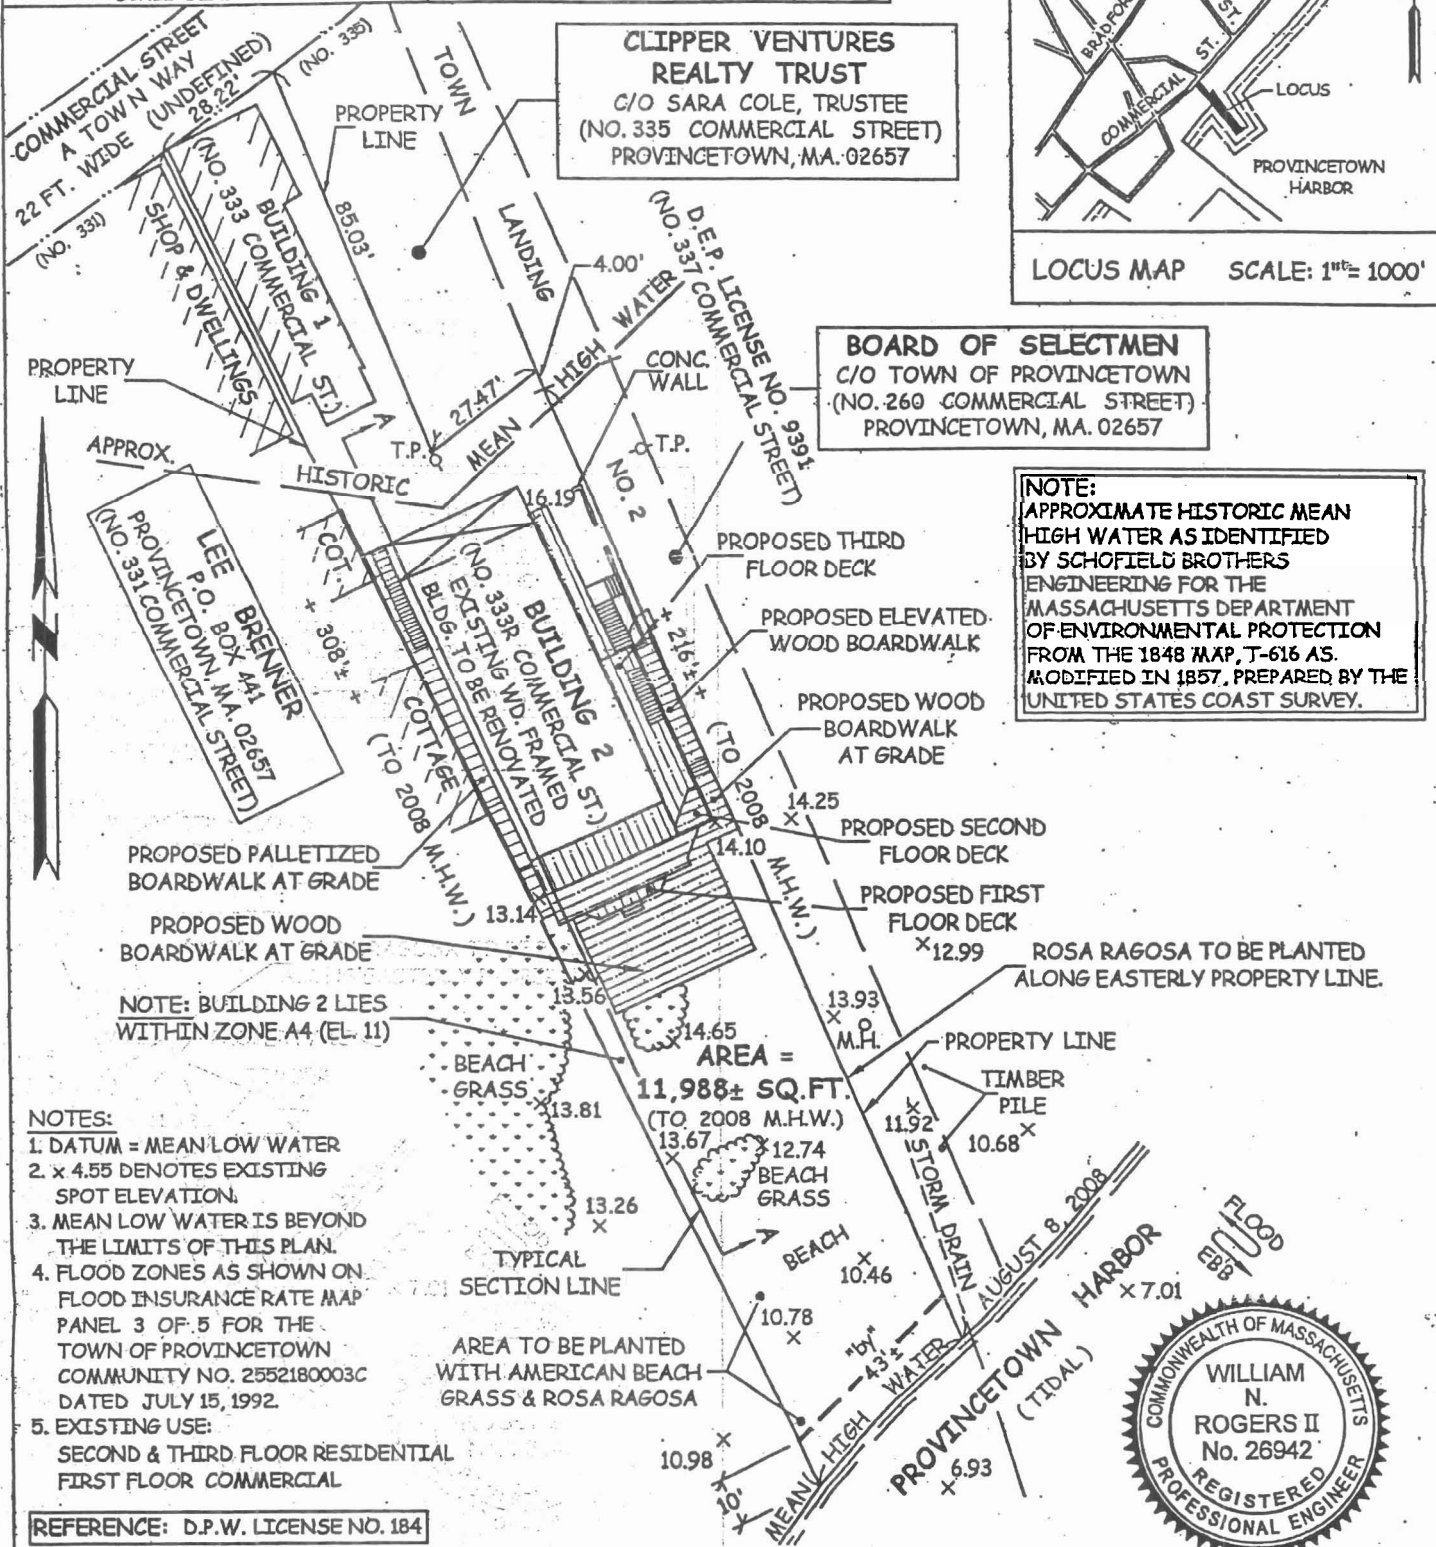 COMMERCIAL STREET
A TOWN WAY
22 FT. WIDE (UNDEFINED)
28.22'
(NO. 335)
(NO. 331)
PROPERTY
LINE
TOWN
LANDING
NO. 2
CLIPPER VENTURES
REALTY TRUST
C/O SARA COLE, TRUSTEE
(NO. 335 COMMERCIAL STREET)
PROVINCETOWN, MA. 02657
BRADFOR
ST.
COMMERCIAL ST.
LOCUS
PROVINCETOWN
HARBOR
LOCUS MAP SCALE: 1"= 1000'
SHOP & DWELLINGS
BUILDING 1
(NO. 333 COMMERCIAL ST.)
85.03'
4.00'
27.47'
D.E.P. LICENSE NO. 9391
(NO. 337 COMMERCIAL STREET)
CONC.
WALL
PROPERTY
LINE
A
T.P.
T.P.
APPROX. HISTORIC MEAN HIGH WATER
BOARD OF SELECTMEN
C/O TOWN OF PROVINCETOWN
(NO. 260 COMMERCIAL STREET)
PROVINCETOWN, MA. 02657
NOTE:
APPROXIMATE HISTORIC MEAN
HIGH WATER AS IDENTIFIED
BY SCHOFIELD BROTHERS
ENGINEERING FOR THE
MASSACHUSETTS DEPARTMENT
OF ENVIRONMENTAL PROTECTION
FROM THE 1848 MAP, T-616 AS.
MODIFIED IN 1857, PREPARED BY THE
UNITED STATES COAST SURVEY.
LEE BRENNER
P.O. BOX 441
PROVINCETOWN, MA. 02657
(NO. 331 COMMERCIAL STREET)
COT.
308'±
(TO 2008 M.H.W.)
COTTAGE
16.19
BUILDING 2
(NO. 333R COMMERCIAL ST.)
EXISTING WD. FRAMED
BLDG. TO BE RENOVATED
216'±
(TO 2008 M.H.W.)
PROPOSED THIRD
FLOOR DECK
PROPOSED ELEVATED
WOOD BOARDWALK
PROPOSED WOOD
BOARDWALK
AT GRADE
14.25
14.10
PROPOSED SECOND
FLOOR DECK
PROPOSED FIRST
FLOOR DECK
12.99
PROPOSED PALLETIZED
BOARDWALK AT GRADE
PROPOSED WOOD
BOARDWALK AT GRADE
13.14
13.56
NOTE: BUILDING 2 LIES
WITHIN ZONE A4 (EL. 11)
ROSA RAGOSA TO BE PLANTED
ALONG EASTERLY PROPERTY LINE.
13.93
M.H.
14.65
AREA =
11,988± SQ.FT.
(TO 2008 M.H.W.)
BEACH
GRASS
13.81
13.67
12.74
BEACH
GRASS
13.26
PROPERTY LINE
TIMBER
PILE
11.92
10.68
STORM DRAIN
NOTES:
1. DATUM = MEAN LOW WATER
2. x 4.55 DENOTES EXISTING
SPOT ELEVATION.
3. MEAN LOW WATER IS BEYOND
THE LIMITS OF THIS PLAN.
4. FLOOD ZONES AS SHOWN ON
FLOOD INSURANCE RATE MAP
PANEL 3 OF 5 FOR THE
TOWN OF PROVINCETOWN
COMMUNITY NO. 2552180003C
DATED JULY 15, 1992.
5. EXISTING USE:
SECOND & THIRD FLOOR RESIDENTIAL
FIRST FLOOR COMMERCIAL
REFERENCE: D.P.W. LICENSE NO. 184
TYPICAL
SECTION LINE
A
BEACH
10.46
10.78
AREA TO BE PLANTED
WITH AMERICAN BEACH
GRASS & ROSA RAGOSA
"by"
43'±
10.98
10'
MEAN HIGH WATER AUGUST 8, 2008
PROVINCETOWN HARBOR
(TIDAL)
6.93
7.01
FLOOD
EBB
COMMONWEALTH OF MASSACHUSETTS
WILLIAM
N.
ROGERS II
No. 26942
REGISTERED
PROFESSIONAL ENGINEER